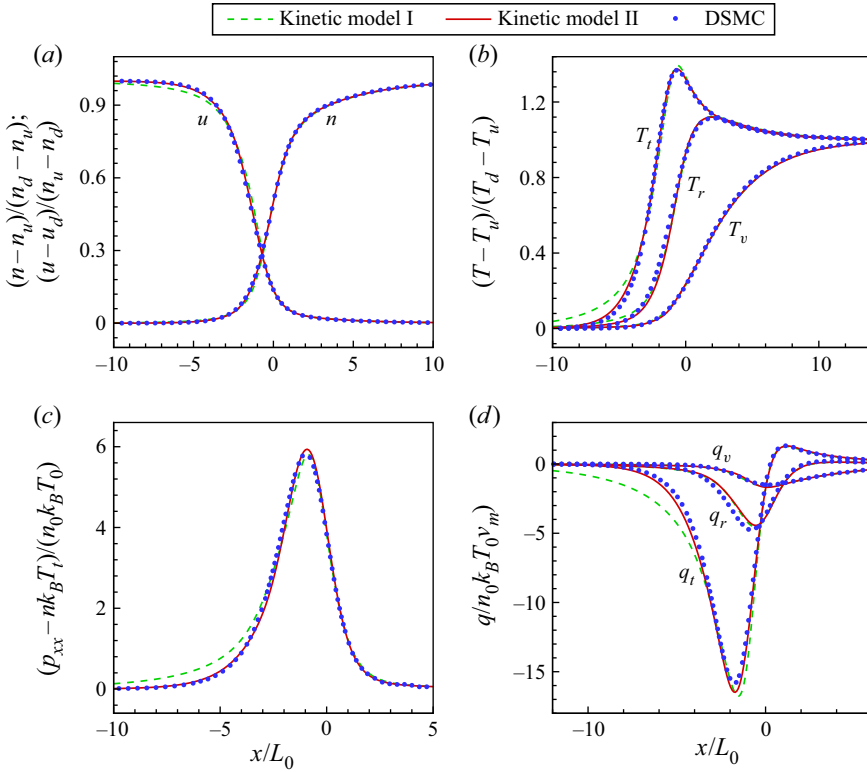 Kinetic model I Kinetic model II DSMC
(a)
(n−n_u)/(n_d−n_u);
(u−u_d)/(n_u−n_d)
0.9
0.6
0.3
0
u
n
−10 −5 0 5 10
(b)
(T−T_u)/(T_d−T_u)
1.2
0.8
0.4
0
T_t
T_r
T_v
−10 0 10
(c)
(p_xx−nk_BT_t)/(n_0k_BT_0)
6
4
2
0
−10 −5 0 5
x/L_0
(d)
q/n_0k_BT_0v_m
0
−5
−10
−15
q_v
q_r
q_t
−10 0
x/L_0